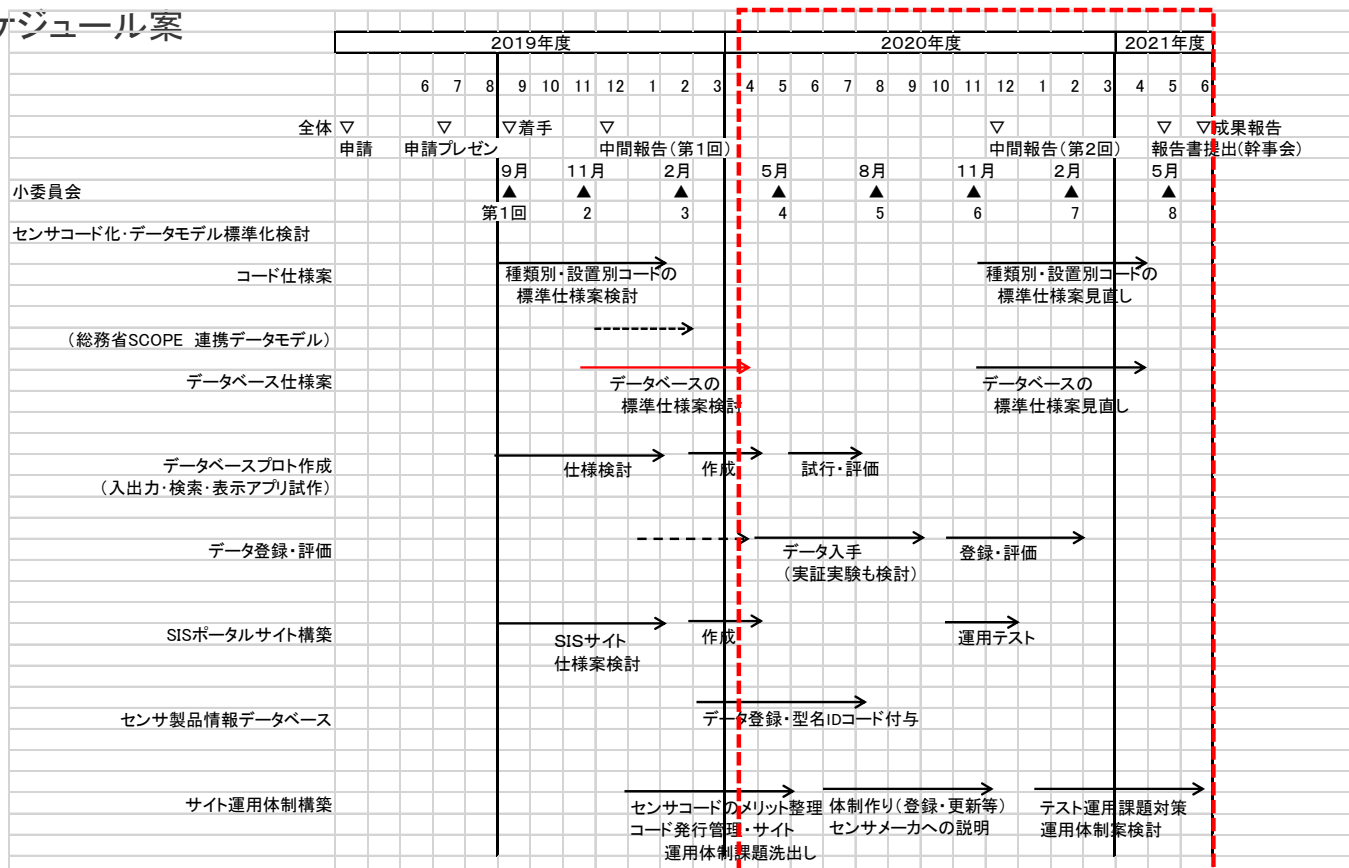 ケジュール案
2019年度 2020年度 2021年度
6 7 8 9 10 11 12 1 2 3 4 5 6 7 8 9 10 11 12 1 2 3 4 5 6
全体 ▽ ▽ ▽着手 ▽ ▽ ▽ ▽成果報告
申請 申請プレゼン 中間報告(第1回) 中間報告(第2回) 報告書提出(幹事会)
9月 11月 2月 5月 8月 11月 2月 5月
小委員会 ▲ ▲ ▲ ▲ ▲ ▲ ▲ ▲
第1回 2 3 4 5 6 7 8
センサコード化・データモデル標準化検討
コード仕様案 種類別・設置別コードの 種類別・設置別コードの
標準仕様案検討 標準仕様案見直し
（総務省SCOPE 連携データモデル）
データベース仕様案 データベースの データベースの
標準仕様案検討 標準仕様案見直し
データベースプロト作成 仕様検討 作成 試行・評価
（入出力・検索・表示アプリ試作）
データ登録・評価 データ入手 登録・評価
（実証実験も検討）
SISポータルサイト構築 SISサイト 作成 運用テスト
仕様案検討
センサ製品情報データベース データ登録・型名IDコード付与
サイト運用体制構築 センサコードのメリット整理 体制作り（登録・更新等） テスト運用課題対策
コード発行管理・サイト センサメーカへの説明 運用体制案検討
運用体制課題洗出し